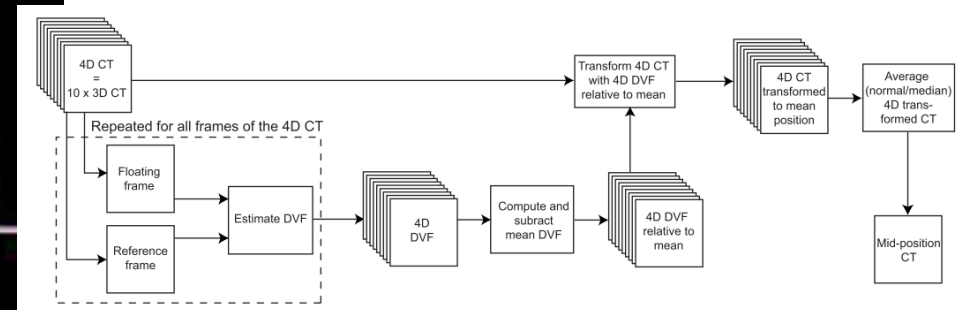 4D CT
=
10 x 3D CT
Repeated for all frames of the 4D CT
Floating
frame
Reference
frame
Estimate DVF
4D
DVF
Compute and
subract
mean DVF
4D DVF
relative to
mean
Transform 4D CT
with 4D DVF
relative to mean
4D CT
transformed
to mean
position
Average
(normal/median)
4D trans-
formed CT
Mid-position
CT